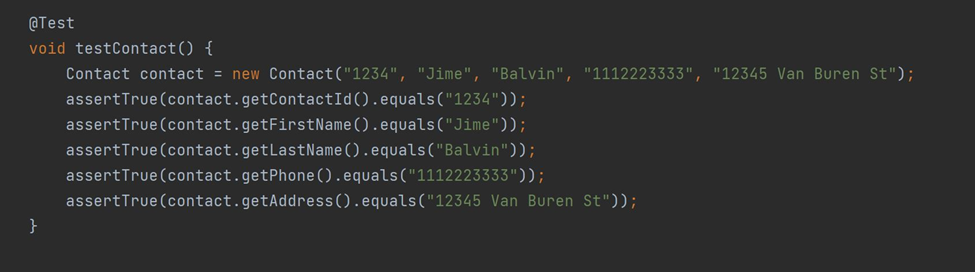 @Test
void testContact() {
Contact contact = new Contact("1234", "Jime", "Balvin", "1112223333", "12345 Van Buren St");
assertTrue(contact.getContactId().equals("1234"));
assertTrue(contact.getFirstName().equals("Jime"));
assertTrue(contact.getLastName().equals("Balvin"));
assertTrue(contact.getPhone().equals("1112223333"));
assertTrue(contact.getAddress().equals("12345 Van Buren St"));
}